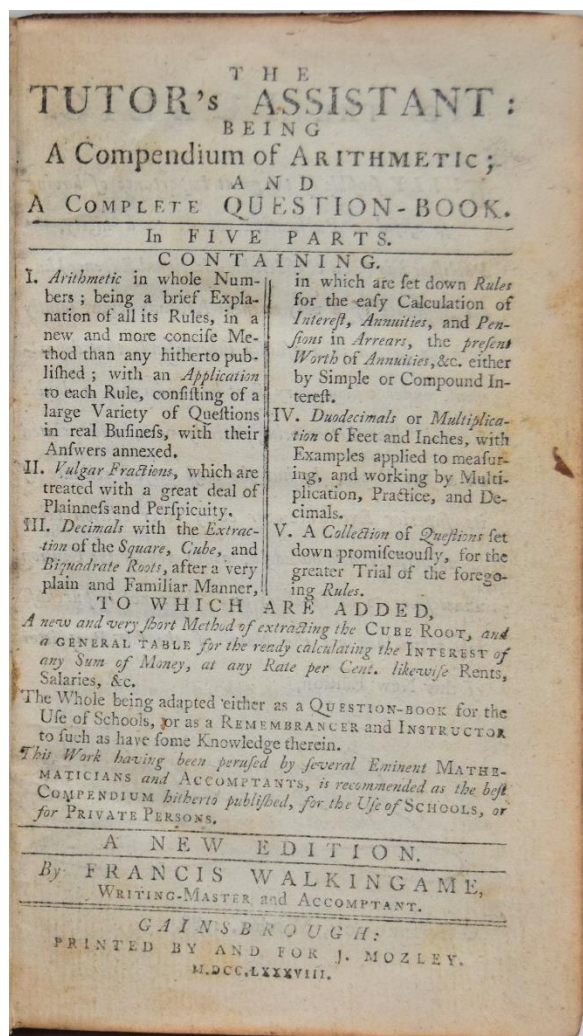 THE
TUTOR's ASSISTANT:
BEING
A Compendium of ARITHMETIC;
AND
A COMPLETE QUESTION-BOOK.
In FIVE PARTS.
CONTAINING.
I. Arithmetic in whole Num-
bers; being a brief Expla-
nation of all its Rules, in a
new and more conciſe Me-
thod than any hitherto pub-
liſhed; with an Application
to each Rule, conſiſting of a
large Variety of Queſtions
in real Buſineſs, with their
Anſwers annexed.
II. Vulgar Fractions, which are
treated with a great deal of
Plainneſs and Perſpicuity.
III. Decimals with the Extrac-
tion of the Square, Cube, and
Biquadrate Roots, after a very
plain and Familiar Manner,
in which are ſet down Rules
for the eaſy Calculation of
Intereſt, Annuities, and Pen-
ſions in Arrears, the preſent
Worth of Annuities, &c. either
by Simple or Compound In-
tereſt.
IV. Duodecimals or Multiplica-
tion of Feet and Inches, with
Examples applied to meaſur-
ing, and working by Multi-
plication, Practice, and De-
cimals.
V. A Collection of Queſtions ſet
down promiſcuouſly, for the
greater Trial of the forego-
ing Rules.
TO WHICH ARE ADDED,
A new and very ſhort Method of extracting the CUBE ROOT, and
a GENERAL TABLE for the ready calculating the INTEREST of
any Sum of Money, at any Rate per Cent. likewiſe Rents,
Salaries, &c.
The Whole being adapted either as a QUESTION-BOOK for the
Uſe of Schools, or as a REMEMBRANCER and INSTRUCTOR
to ſuch as have ſome Knowledge therein.
This Work having been peruſed by ſeveral Eminent MATHE-
MATICIANS and ACCOMPTANTS, is recommended as the beſt
COMPENDIUM hitherto publiſhed, for the Uſe of SCHOOLS, or
for PRIVATE PERSONS.
A NEW EDITION.
By FRANCIS WALKINGAME,
WRITING-MASTER and ACCOMPTANT.
GAINSBROUGH:
PRINTED BY AND FOR J. MOZLEY.
M.DCC.LXXXVIII.